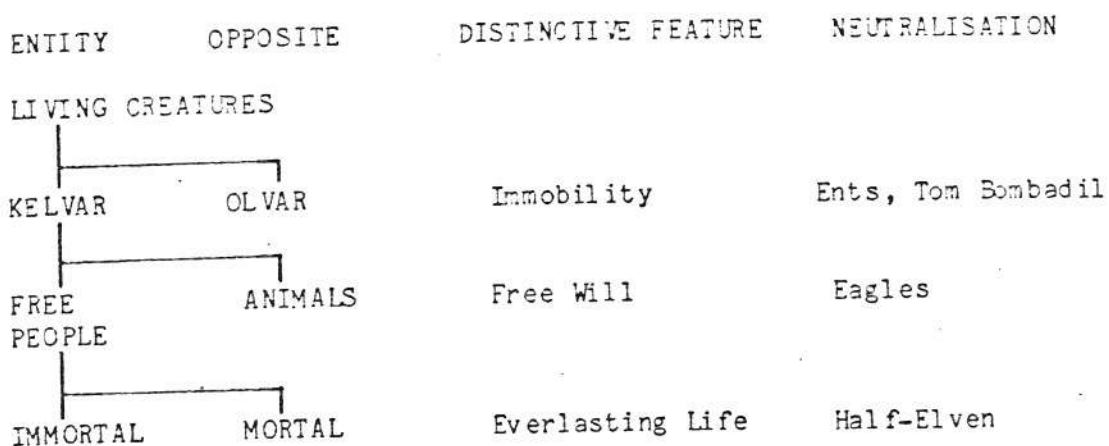 ENTITY OPPOSITE DISTINCTIVE FEATURE NEUTRALISATION
LIVING CREATURES
KELVAR OLVAR Immobility Ents, Tom Bombadil
FREE ANIMALS Free Will Eagles
PEOPLE
IMMORTAL MORTAL Everlasting Life Half-Elven